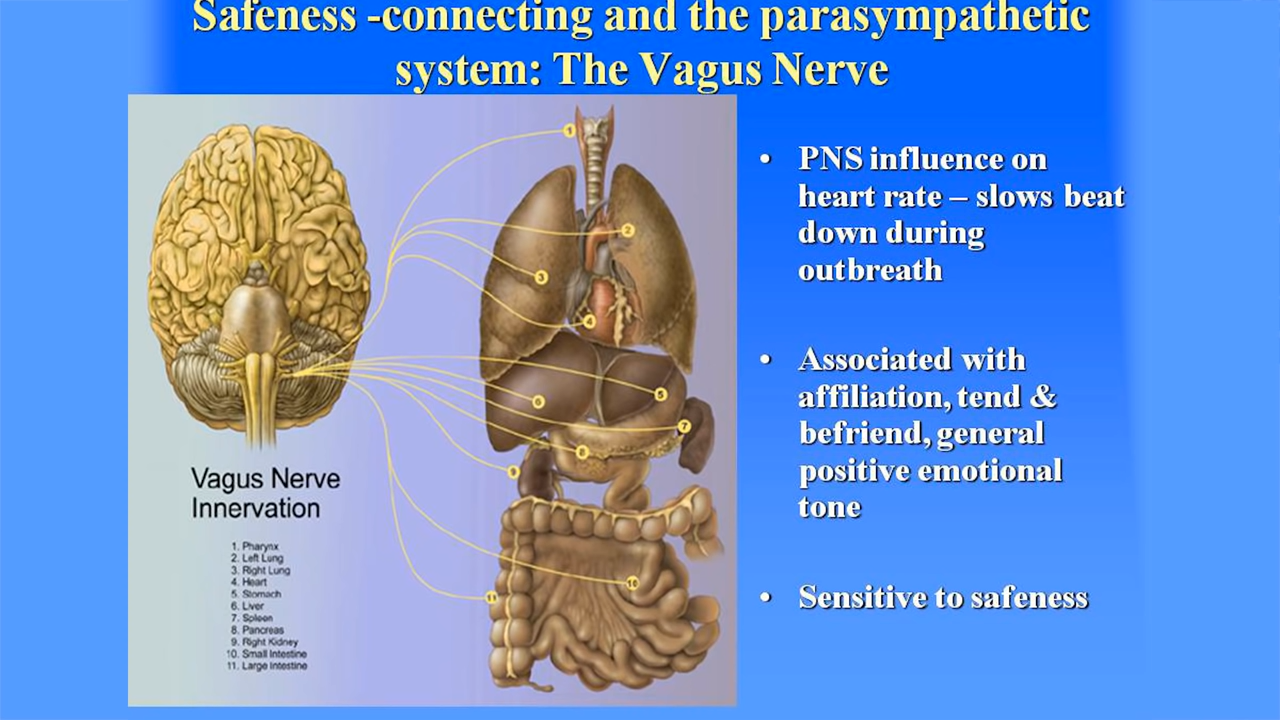 Safeness -connecting and the parasympathetic
system: The Vagus Nerve
1
2
3
4
5
6
7
8
9
10
11
Vagus Nerve
Innervation
1. Pharynx
2. Left Lung
3. Right Lung
4. Heart
5. Stomach
6. Liver
7. Spleen
8. Pancreas
9. Right Kidney
10. Small Intestine
11. Large Intestine
• PNS influence on
heart rate – slows beat
down during
outbreath
• Associated with
affiliation, tend &
befriend, general
positive emotional
tone
• Sensitive to safeness